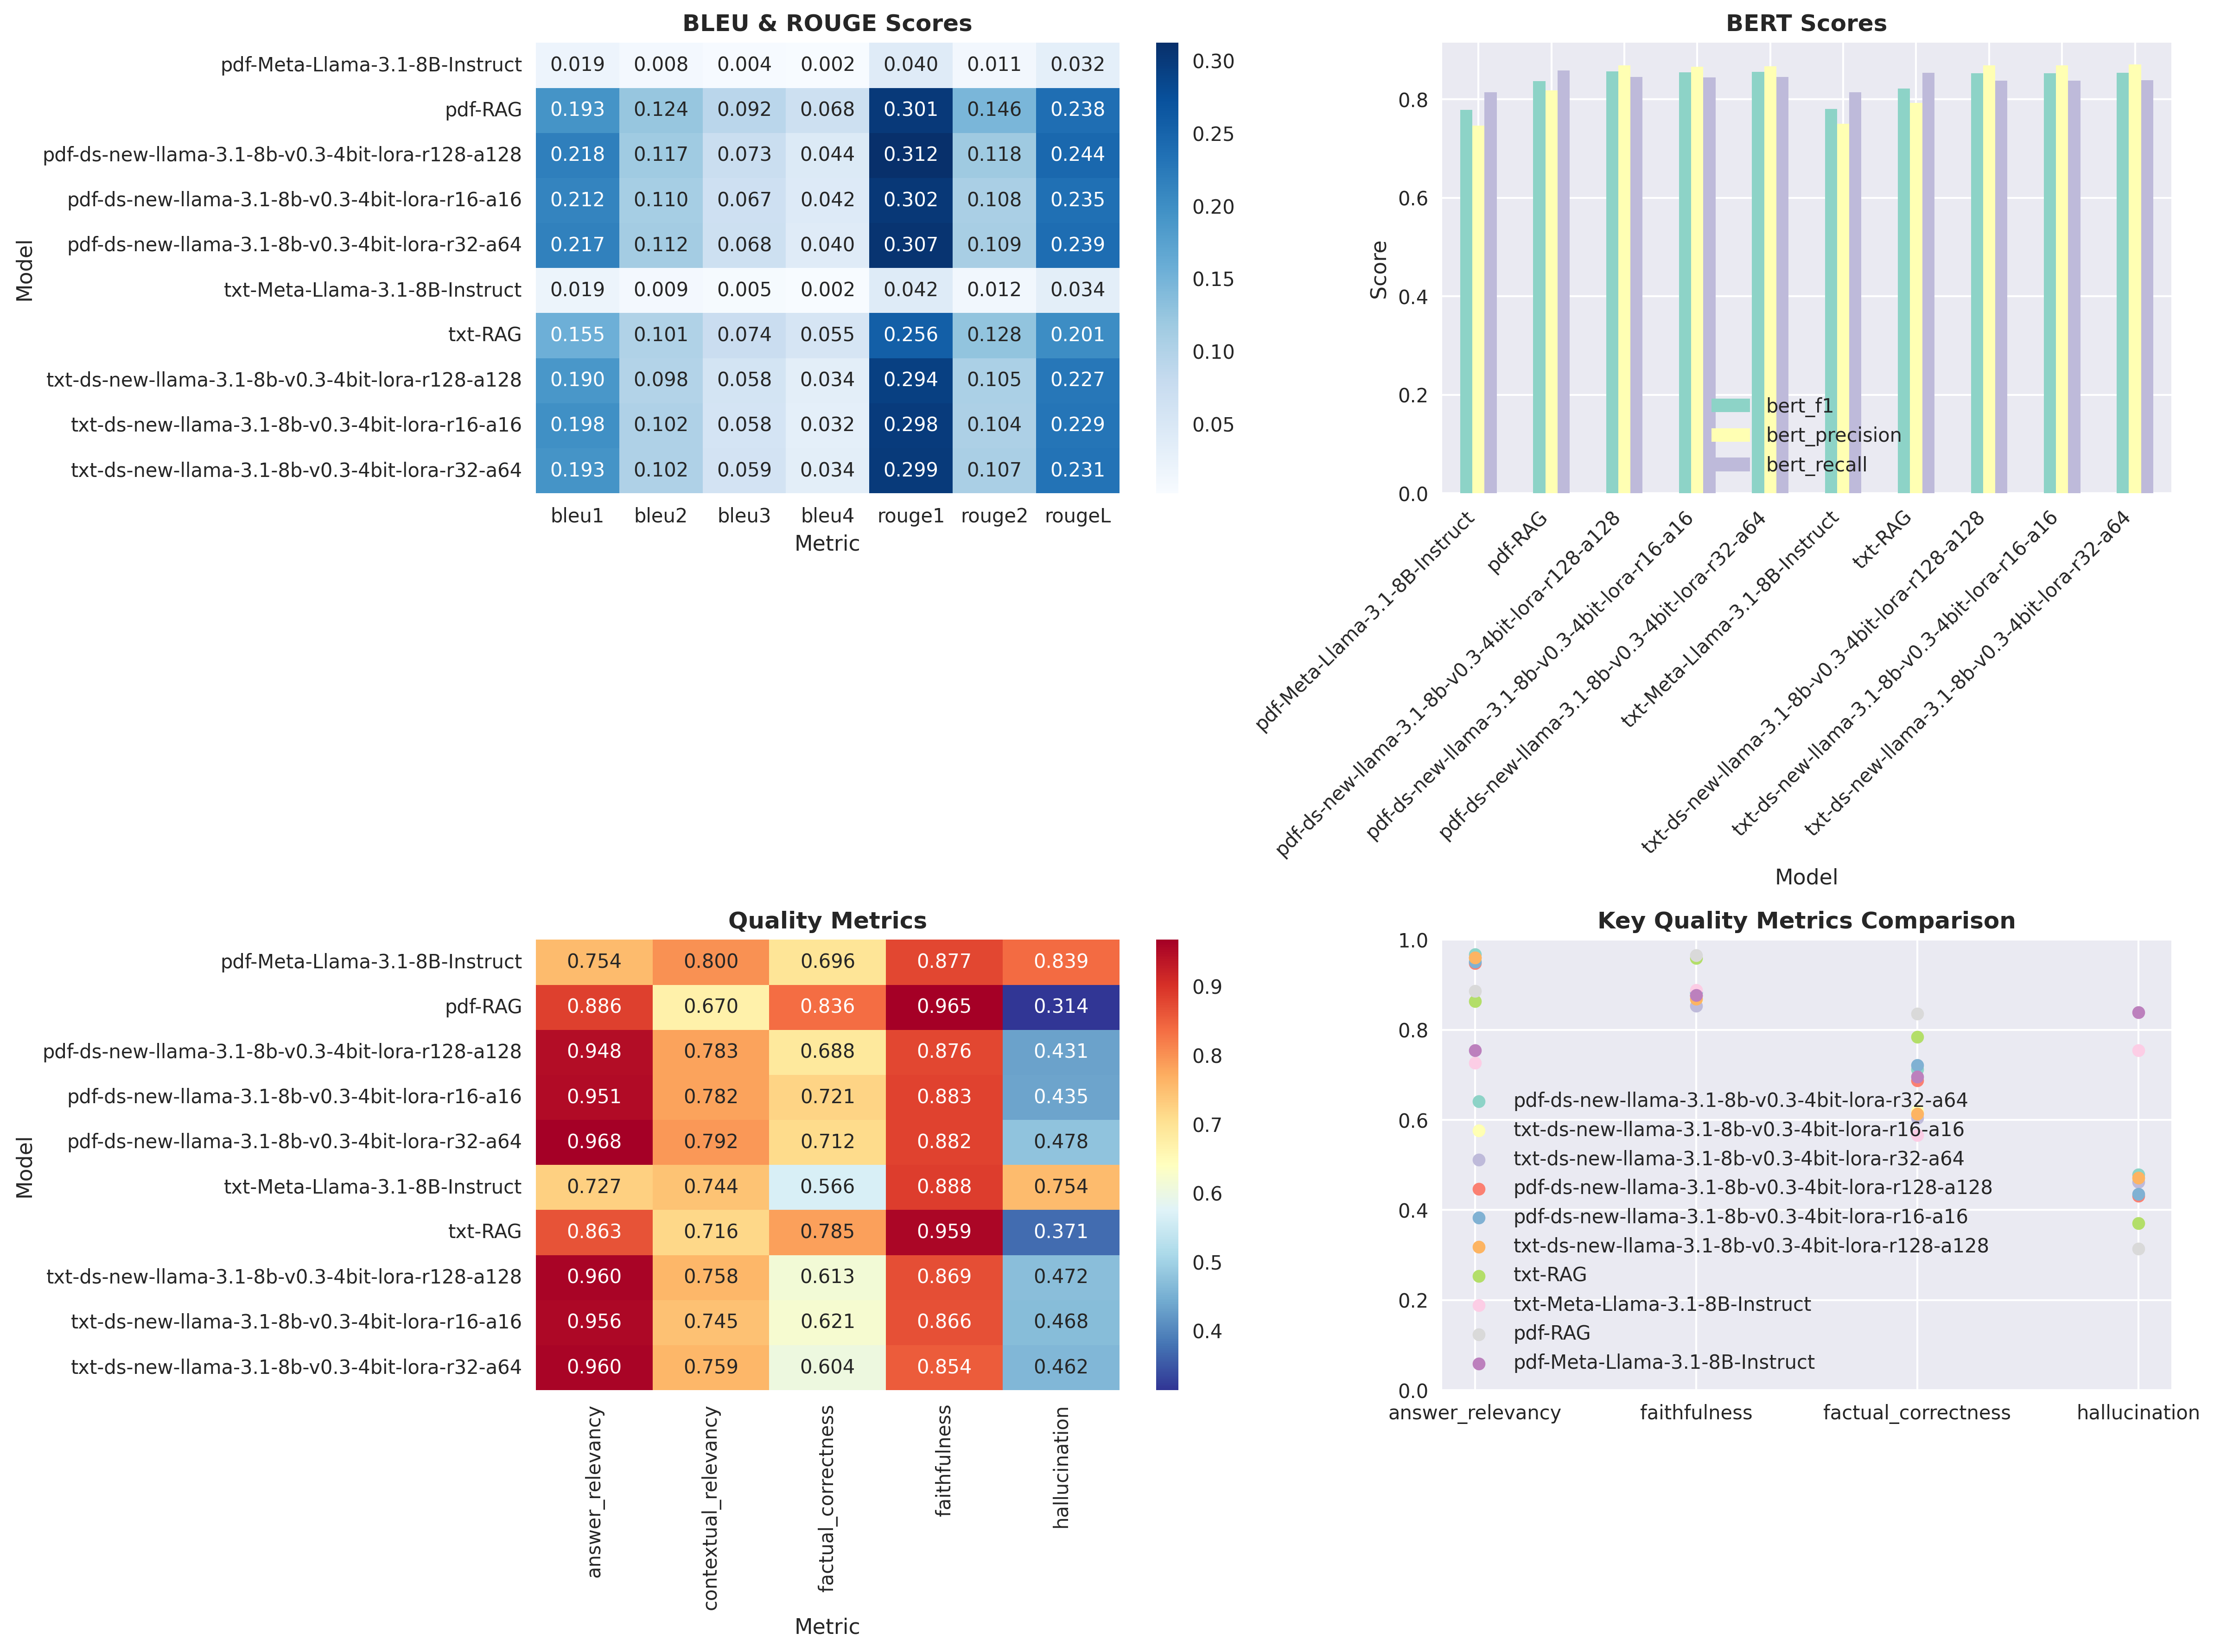 BLEU & ROUGE Scores
Model
pdf-Meta-Llama-3.1-8B-Instruct 0.019 0.008 0.004 0.002 0.040 0.011 0.032
pdf-RAG 0.193 0.124 0.092 0.068 0.301 0.146 0.238
pdf-ds-new-llama-3.1-8b-v0.3-4bit-lora-r128-a128 0.218 0.117 0.073 0.044 0.312 0.118 0.244
pdf-ds-new-llama-3.1-8b-v0.3-4bit-lora-r16-a16 0.212 0.110 0.067 0.042 0.302 0.108 0.235
pdf-ds-new-llama-3.1-8b-v0.3-4bit-lora-r32-a64 0.217 0.112 0.068 0.040 0.307 0.109 0.239
txt-Meta-Llama-3.1-8B-Instruct 0.019 0.009 0.005 0.002 0.042 0.012 0.034
txt-RAG 0.155 0.101 0.074 0.055 0.256 0.128 0.201
txt-ds-new-llama-3.1-8b-v0.3-4bit-lora-r128-a128 0.190 0.098 0.058 0.034 0.294 0.105 0.227
txt-ds-new-llama-3.1-8b-v0.3-4bit-lora-r16-a16 0.198 0.102 0.058 0.032 0.298 0.104 0.229
txt-ds-new-llama-3.1-8b-v0.3-4bit-lora-r32-a64 0.193 0.102 0.059 0.034 0.299 0.107 0.231
bleu1 bleu2 bleu3 bleu4 rouge1 rouge2 rougeL
Metric
0.30
0.25
0.20
0.15
0.10
0.05
BERT Scores
Score
0.8
0.6
0.4
0.2
0.0
bert_f1
bert_precision
bert_recall
pdf-Meta-Llama-3.1-8B-Instruct
pdf-RAG
pdf-ds-new-llama-3.1-8b-v0.3-4bit-lora-r128-a128
pdf-ds-new-llama-3.1-8b-v0.3-4bit-lora-r16-a16
pdf-ds-new-llama-3.1-8b-v0.3-4bit-lora-r32-a64
txt-Meta-Llama-3.1-8B-Instruct
txt-RAG
txt-ds-new-llama-3.1-8b-v0.3-4bit-lora-r128-a128
txt-ds-new-llama-3.1-8b-v0.3-4bit-lora-r16-a16
txt-ds-new-llama-3.1-8b-v0.3-4bit-lora-r32-a64
Model
Quality Metrics
Model
pdf-Meta-Llama-3.1-8B-Instruct 0.754 0.800 0.696 0.877 0.839
pdf-RAG 0.886 0.670 0.836 0.965 0.314
pdf-ds-new-llama-3.1-8b-v0.3-4bit-lora-r128-a128 0.948 0.783 0.688 0.876 0.431
pdf-ds-new-llama-3.1-8b-v0.3-4bit-lora-r16-a16 0.951 0.782 0.721 0.883 0.435
pdf-ds-new-llama-3.1-8b-v0.3-4bit-lora-r32-a64 0.968 0.792 0.712 0.882 0.478
txt-Meta-Llama-3.1-8B-Instruct 0.727 0.744 0.566 0.888 0.754
txt-RAG 0.863 0.716 0.785 0.959 0.371
txt-ds-new-llama-3.1-8b-v0.3-4bit-lora-r128-a128 0.960 0.758 0.613 0.869 0.472
txt-ds-new-llama-3.1-8b-v0.3-4bit-lora-r16-a16 0.956 0.745 0.621 0.866 0.468
txt-ds-new-llama-3.1-8b-v0.3-4bit-lora-r32-a64 0.960 0.759 0.604 0.854 0.462
answer_relevancy
contextual_relevancy
factual_correctness
faithfulness
hallucination
Metric
0.9
0.8
0.7
0.6
0.5
0.4
Key Quality Metrics Comparison
1.0
0.8
0.6
0.4
0.2
0.0
pdf-ds-new-llama-3.1-8b-v0.3-4bit-lora-r32-a64
txt-ds-new-llama-3.1-8b-v0.3-4bit-lora-r16-a16
txt-ds-new-llama-3.1-8b-v0.3-4bit-lora-r32-a64
pdf-ds-new-llama-3.1-8b-v0.3-4bit-lora-r128-a128
pdf-ds-new-llama-3.1-8b-v0.3-4bit-lora-r16-a16
txt-ds-new-llama-3.1-8b-v0.3-4bit-lora-r128-a128
txt-RAG
txt-Meta-Llama-3.1-8B-Instruct
pdf-RAG
pdf-Meta-Llama-3.1-8B-Instruct
answer_relevancy faithfulness factual_correctness hallucination